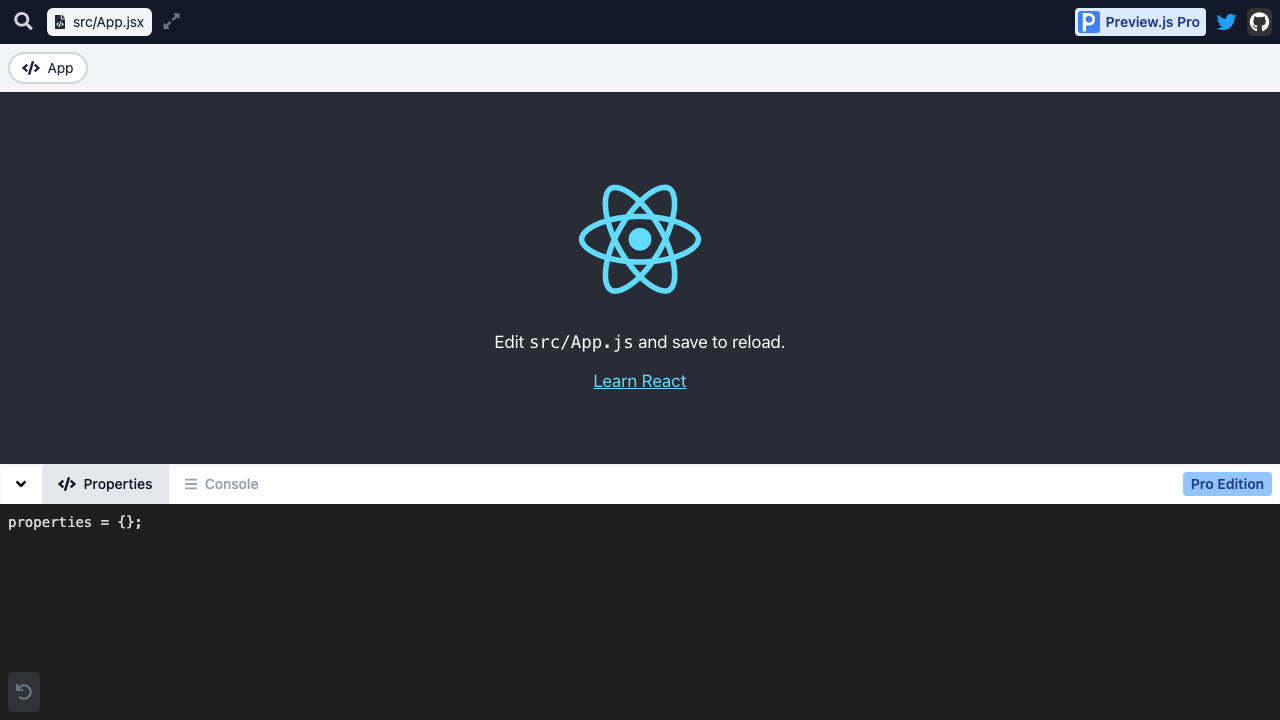 src/App.jsx
Preview.js Pro
App
Edit src/App.js and save to reload.
Learn React
Properties
Console
Pro Edition
properties = {};